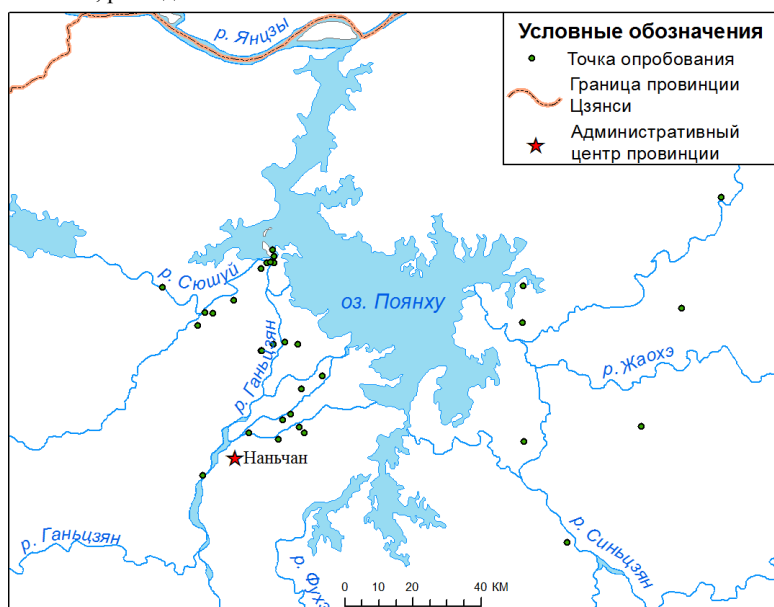 р. Янцзы
Условные обозначения
Точка опробования
Граница провинции
Цзянси
Административный
центр провинции
р. Сюшуй
оз. Поянху
р. Ганьцзян
р. Жаохэ
Наньчан
р. Ганьцзян
р. Синьцзян
р. Фухэ
0 20 40 КМ